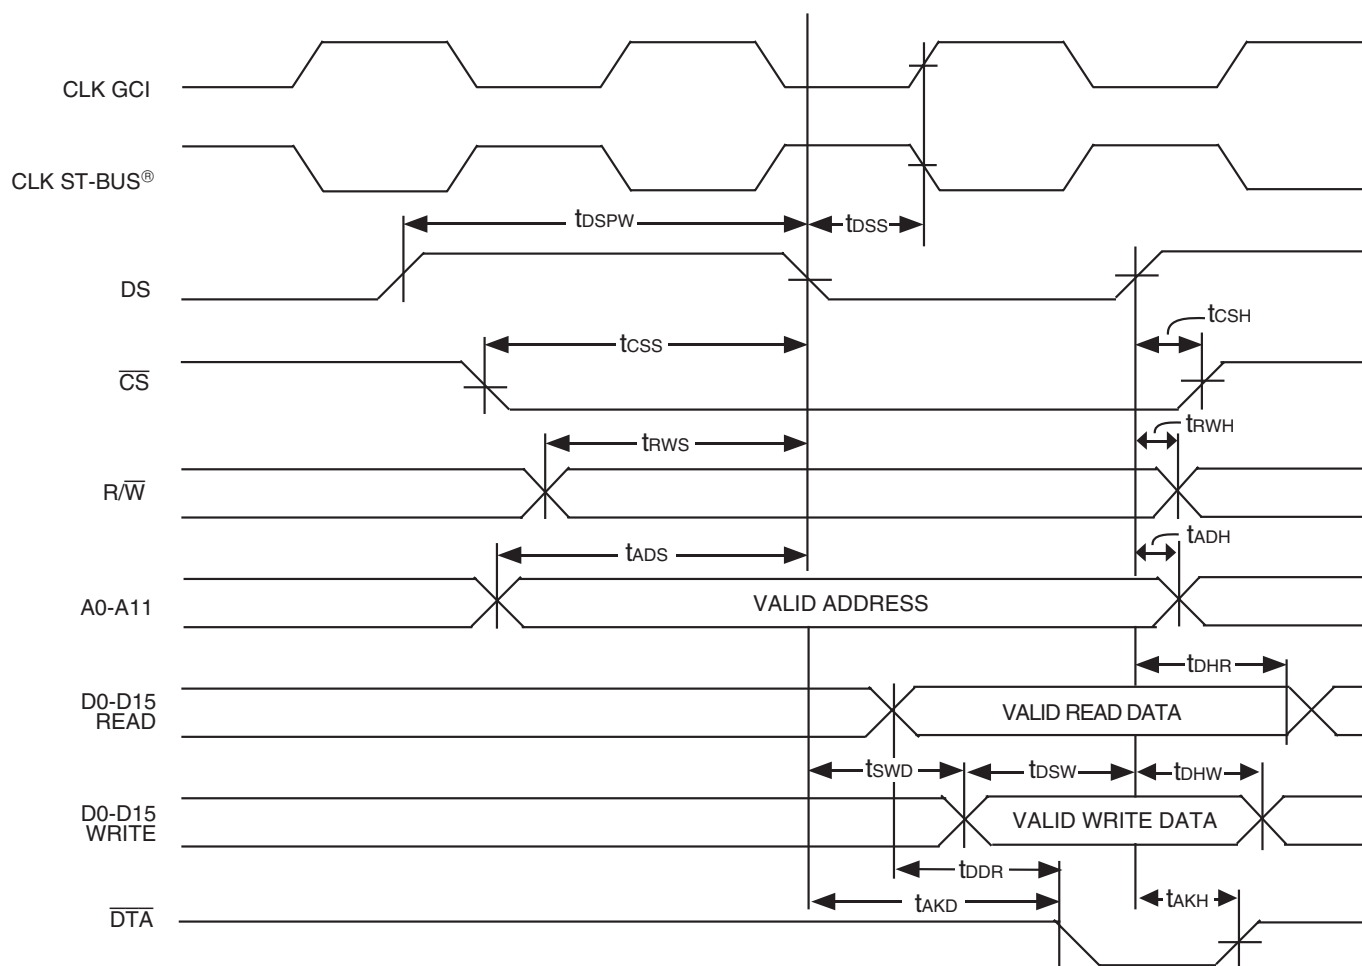 CLK GCI
CLK ST-BUS®
tDSPW
tDSS
DS
tCSH
tCSS
CS
tRWH
tRWS
R/W
tADH
tADS
A0-A11
VALID ADDRESS
tDHR
D0-D15
READ
VALID READ DATA
tSWD
tDSW
tDHW
D0-D15
WRITE
VALID WRITE DATA
tDDR
tAKD
tAKH
DTA